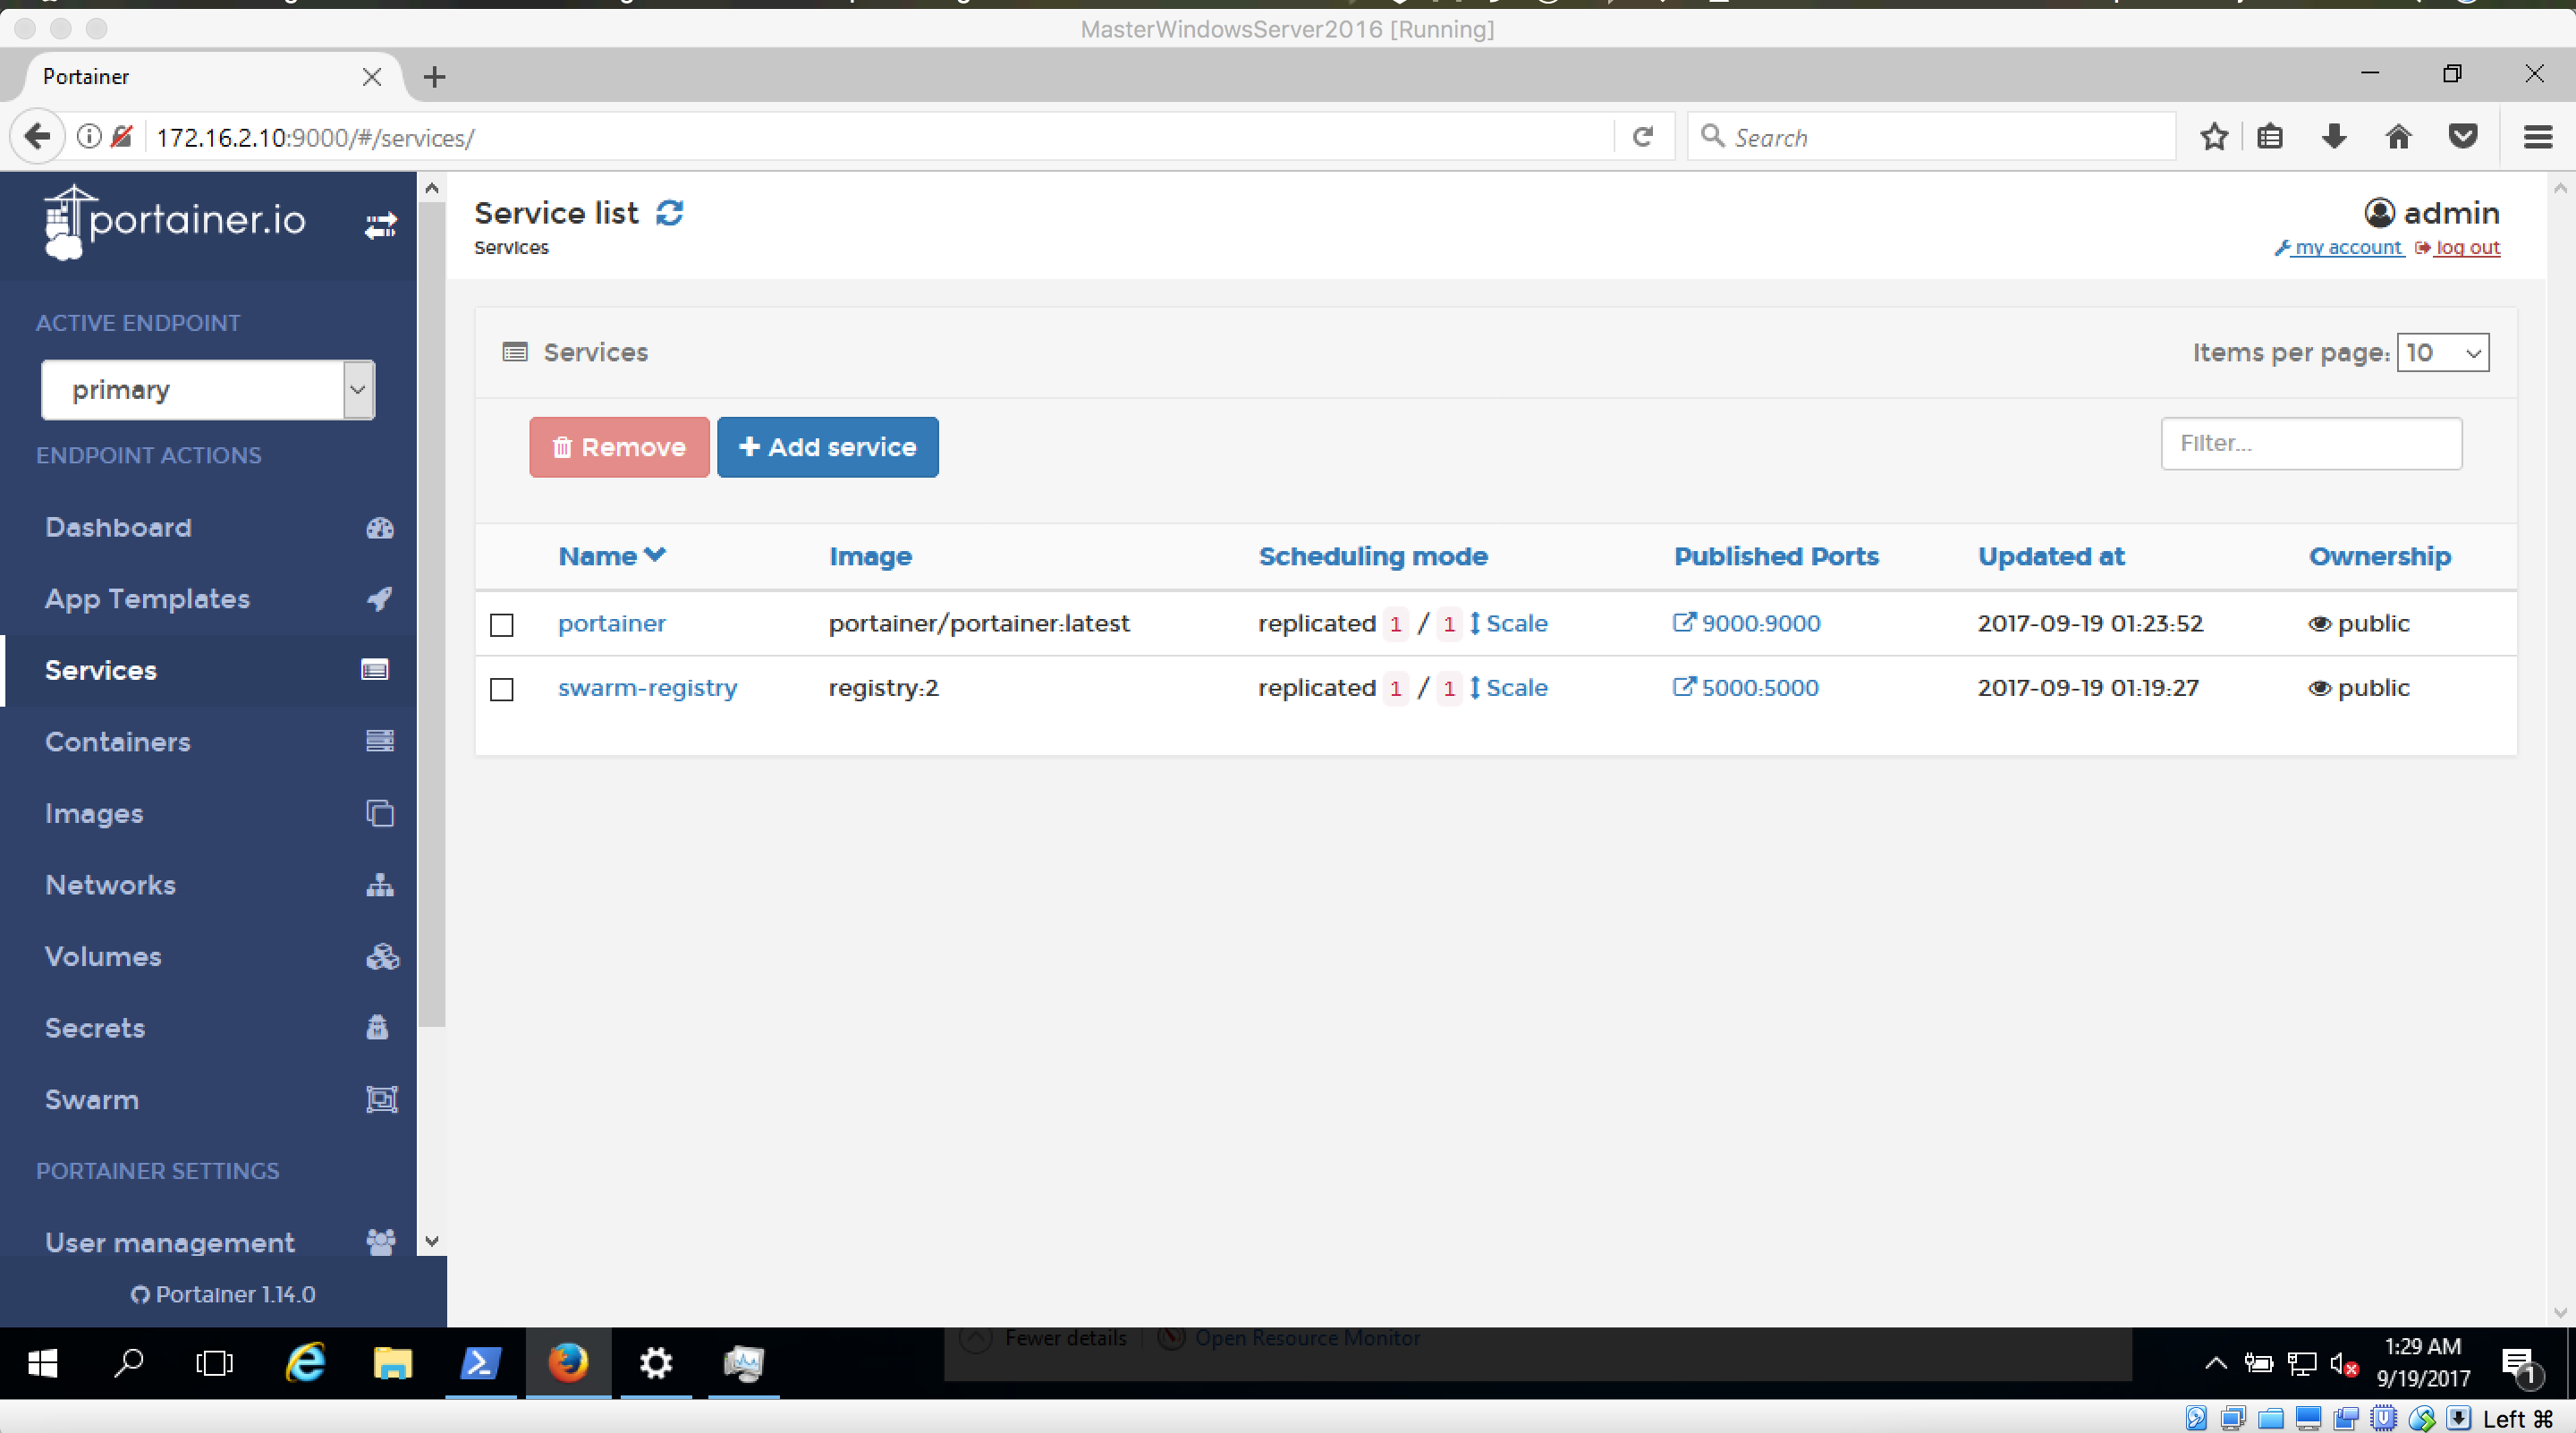 MasterWindowsServer2016 [Running]
Portainer
172.16.2.10:9000/#/services/
Search
portainer.io
Service list
Services
admin
my account log out
ACTIVE ENDPOINT
primary
ENDPOINT ACTIONS
Dashboard
App Templates
Services
Containers
Images
Networks
Volumes
Secrets
Swarm
PORTAINER SETTINGS
User management
Portainer 1.14.0
Services
Items per page: 10
Remove
+ Add service
Filter...
Name Image Scheduling mode Published Ports Updated at Ownership
portainer portainer/portainer:latest replicated 1 / 1 Scale 9000:9000 2017-09-19 01:23:52 public
swarm-registry registry:2 replicated 1 / 1 Scale 5000:5000 2017-09-19 01:19:27 public
Fewer details Open Resource Monitor
1:29 AM
9/19/2017
1
Left ⌘